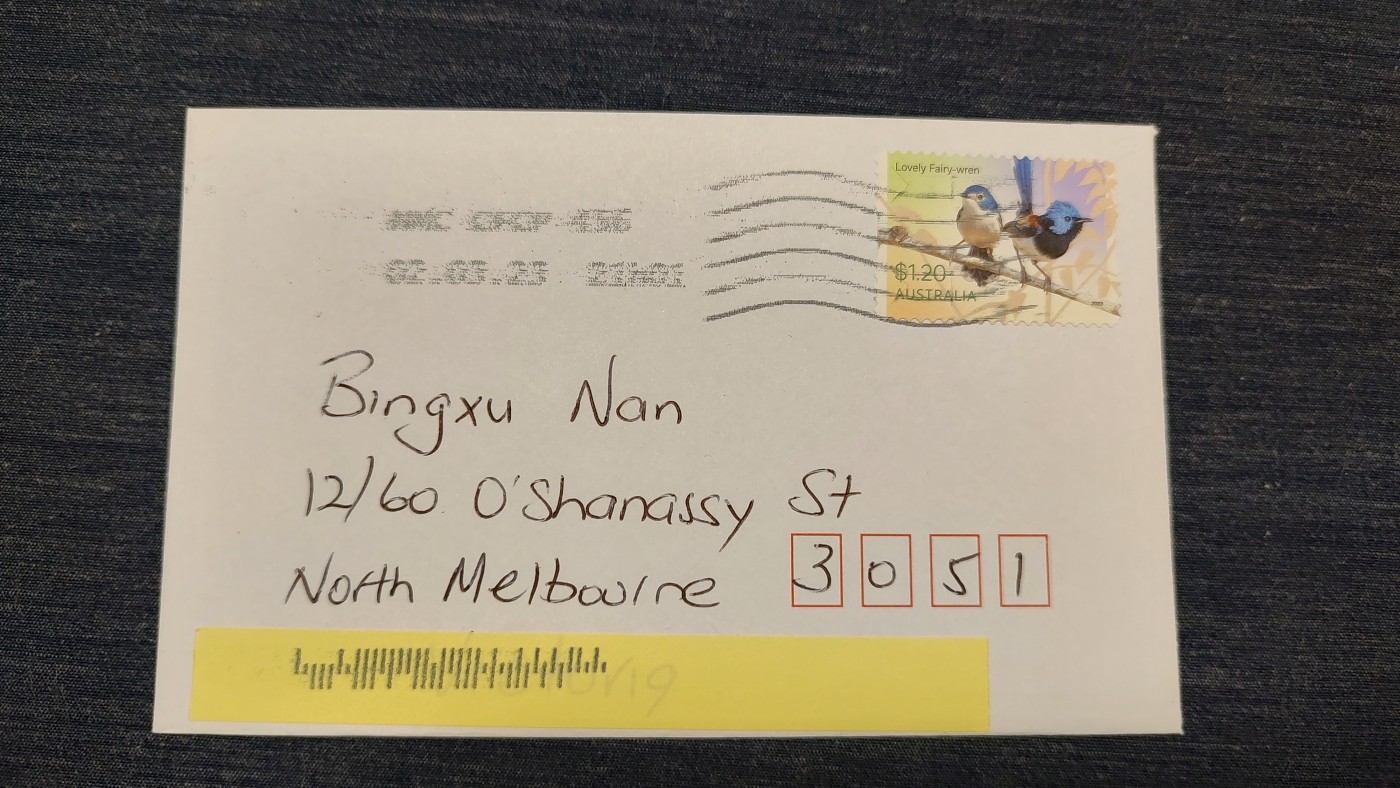 Lovely Fairy-wren
$1.20
AUSTRALIA
Bingxu Nan
12/60 O'Shanassy St
North Melbourne 3051